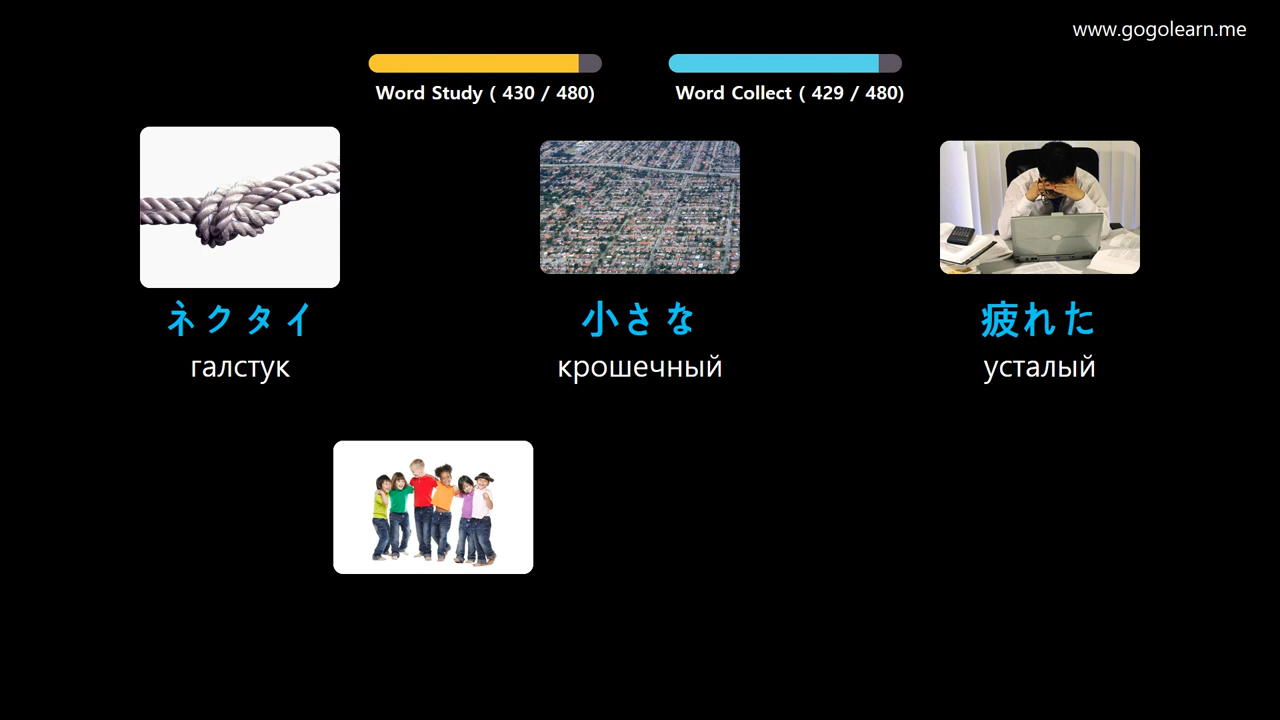 www.gogolearn.me
Word Study ( 430 / 480)
Word Collect ( 429 / 480)
ネクタイ
小さな
疲れた
галстук
крошечный
усталый